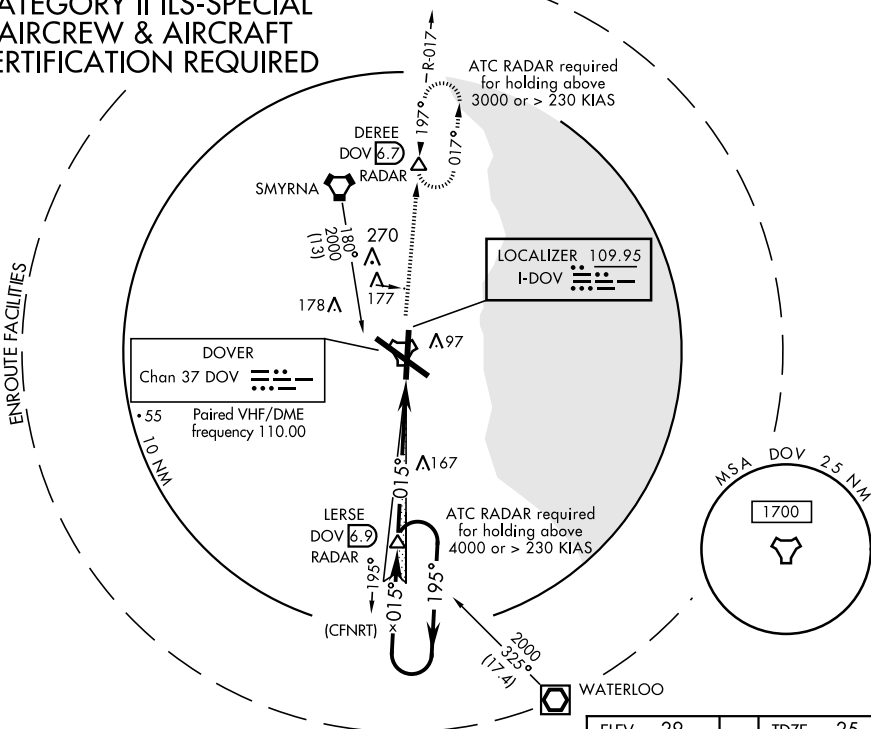 ATEGORY II ILS-SPECIAL
AIRCREW & AIRCRAFT
ERTIFICATION REQUIRED
R-017
ATC RADAR required
for holding above
3000 or > 230 KIAS
197°
017°
DEREE
DOV 6.7
RADAR
SMYRNA
180°
2000
(13)
270
177
178
LOCALIZER 109.95
I-DOV
97
ENROUTE FACILITIES
DOVER
Chan 37 DOV
Paired VHF/DME
frequency 110.00
55
10 NM
015°
167
LERSE
DOV 6.9
RADAR
ATC RADAR required
for holding above
4000 or > 230 KIAS
195°
015°
195°
(CFNRT)
x
2000
325°
(17.4)
WATERLOO
MSA DOV 25 NM
1700
ELEV 29
TDZE 25